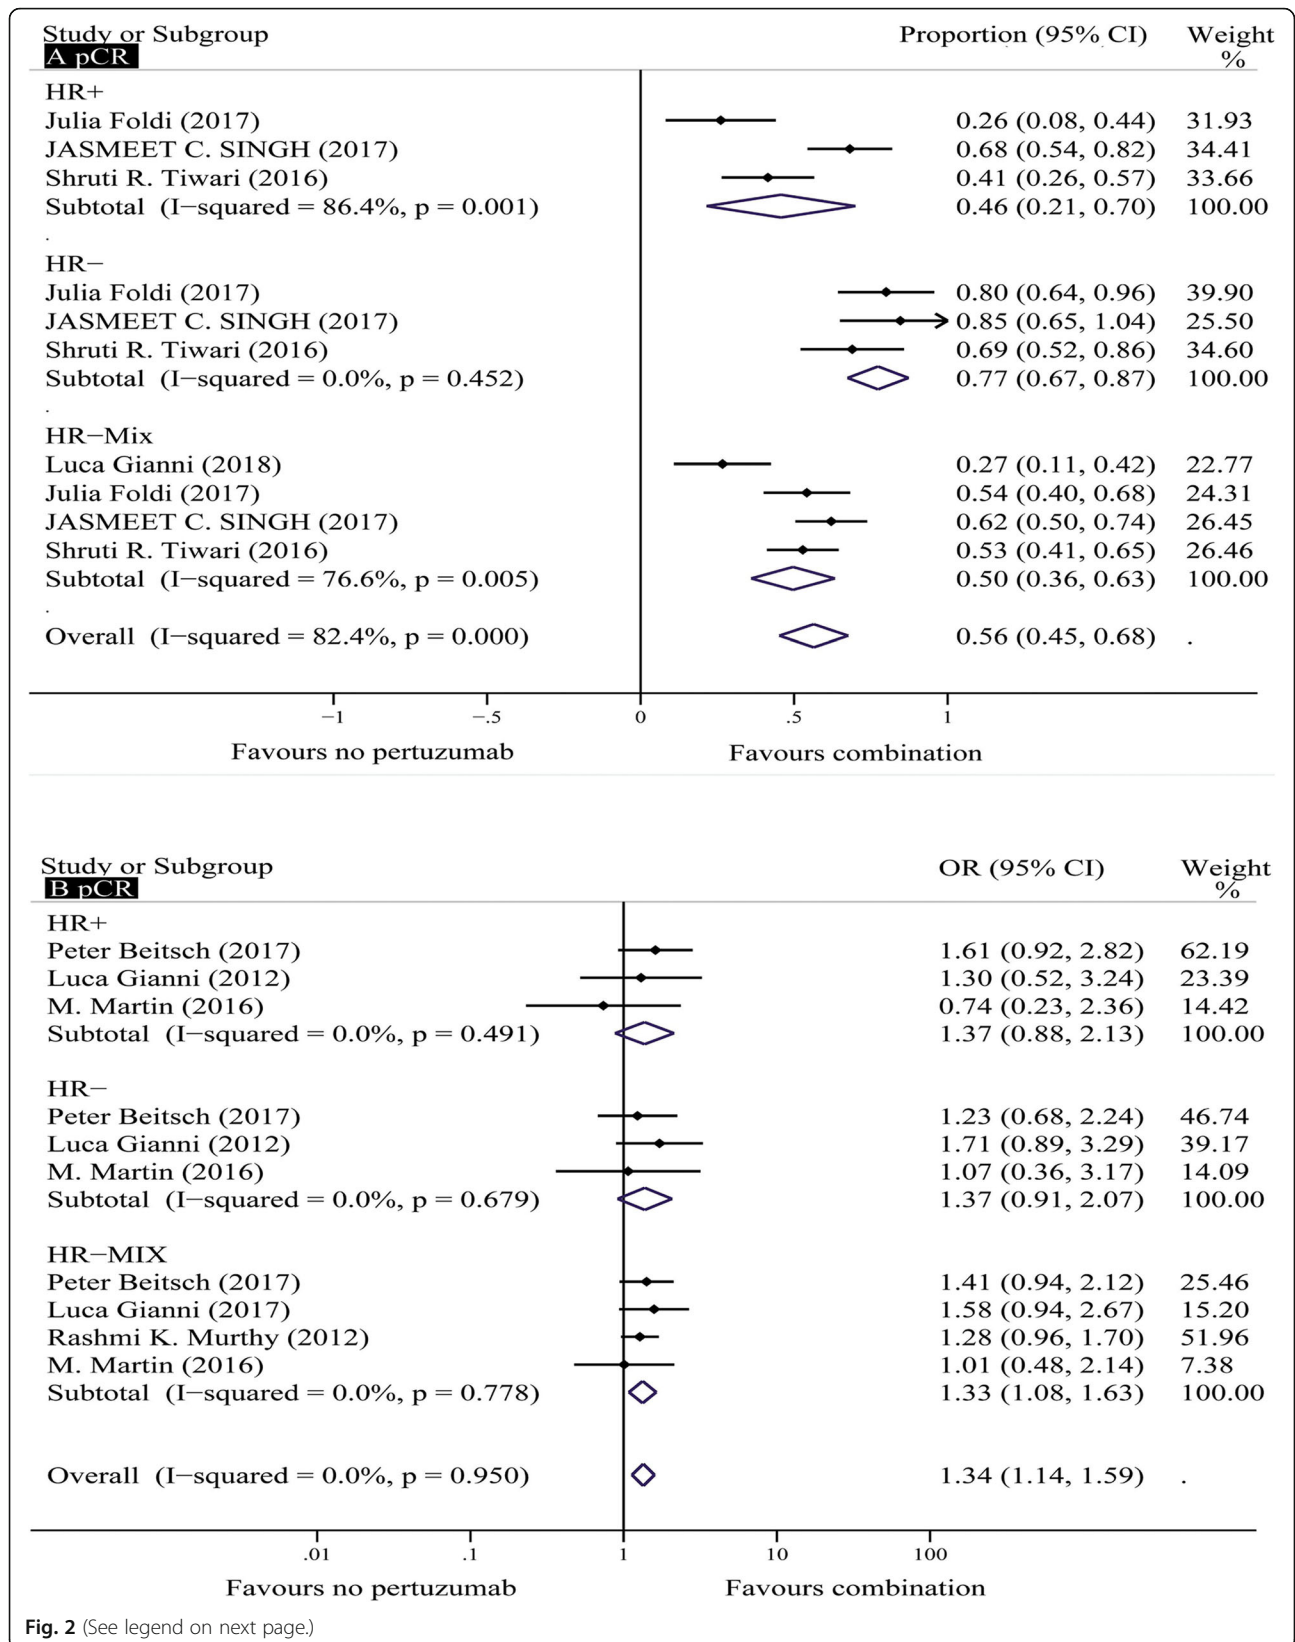 Study or Subgroup Proportion (95% CI) Weight
A pCR %
HR+
Julia Foldi (2017) 0.26 (0.08, 0.44) 31.93
JASMEET C. SINGH (2017) 0.68 (0.54, 0.82) 34.41
Shruti R. Tiwari (2016) 0.41 (0.26, 0.57) 33.66
Subtotal (I−squared = 86.4%, p = 0.001) 0.46 (0.21, 0.70) 100.00
.
HR−
Julia Foldi (2017) 0.80 (0.64, 0.96) 39.90
JASMEET C. SINGH (2017) 0.85 (0.65, 1.04) 25.50
Shruti R. Tiwari (2016) 0.69 (0.52, 0.86) 34.60
Subtotal (I−squared = 0.0%, p = 0.452) 0.77 (0.67, 0.87) 100.00
.
HR−Mix
Luca Gianni (2018) 0.27 (0.11, 0.42) 22.77
Julia Foldi (2017) 0.54 (0.40, 0.68) 24.31
JASMEET C. SINGH (2017) 0.62 (0.50, 0.74) 26.45
Shruti R. Tiwari (2016) 0.53 (0.41, 0.65) 26.46
Subtotal (I−squared = 76.6%, p = 0.005) 0.50 (0.36, 0.63) 100.00
.
Overall (I−squared = 82.4%, p = 0.000) 0.56 (0.45, 0.68) .
−1 −.5 0 .5 1
Favours no pertuzumab Favours combination
Study or Subgroup OR (95% CI) Weight
B pCR %
HR+
Peter Beitsch (2017) 1.61 (0.92, 2.82) 62.19
Luca Gianni (2012) 1.30 (0.52, 3.24) 23.39
M. Martin (2016) 0.74 (0.23, 2.36) 14.42
Subtotal (I−squared = 0.0%, p = 0.491) 1.37 (0.88, 2.13) 100.00
HR−
Peter Beitsch (2017) 1.23 (0.68, 2.24) 46.74
Luca Gianni (2012) 1.71 (0.89, 3.29) 39.17
M. Martin (2016) 1.07 (0.36, 3.17) 14.09
Subtotal (I−squared = 0.0%, p = 0.679) 1.37 (0.91, 2.07) 100.00
HR−MIX
Peter Beitsch (2017) 1.41 (0.94, 2.12) 25.46
Luca Gianni (2017) 1.58 (0.94, 2.67) 15.20
Rashmi K. Murthy (2012) 1.28 (0.96, 1.70) 51.96
M. Martin (2016) 1.01 (0.48, 2.14) 7.38
Subtotal (I−squared = 0.0%, p = 0.778) 1.33 (1.08, 1.63) 100.00
Overall (I−squared = 0.0%, p = 0.950) 1.34 (1.14, 1.59) .
.01 .1 1 10 100
Favours no pertuzumab Favours combination
Fig. 2 (See legend on next page.)